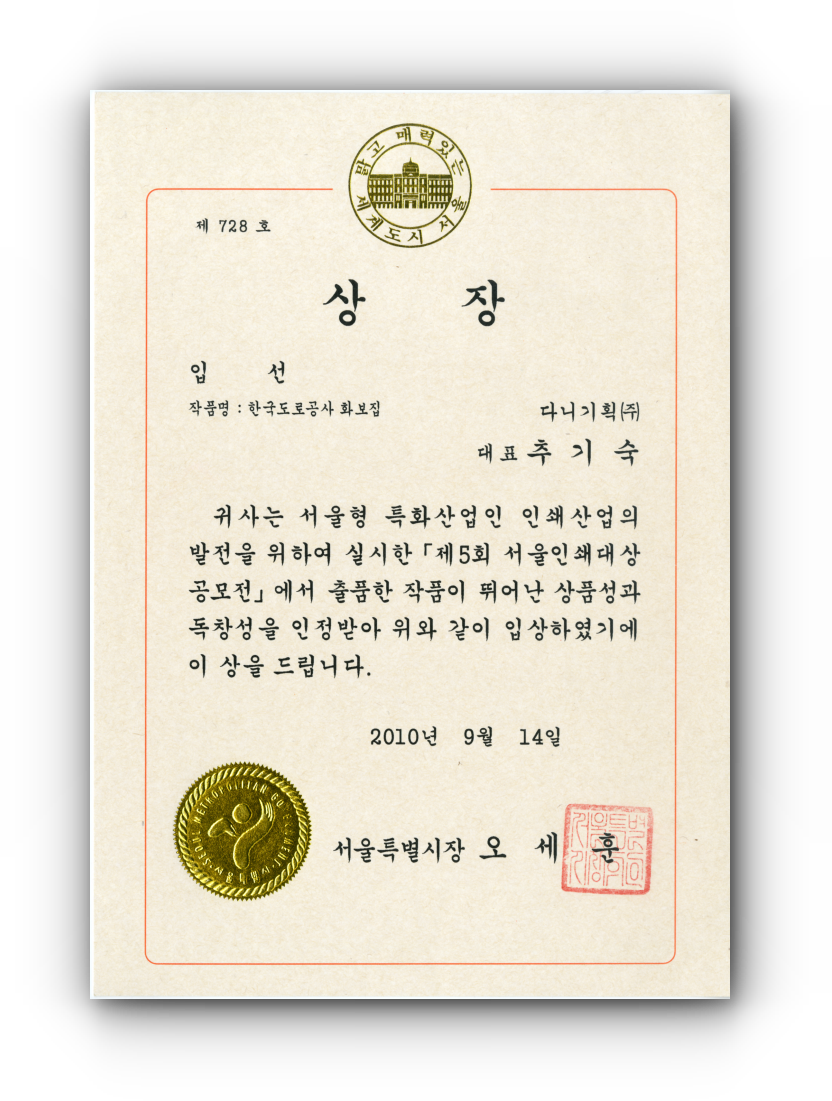 맑고 매력있는
세계도시 서울
제 728 호
상 장
입 선
작품명 : 한국도로공사 화보집
다니기획(주)
대표 추 기 숙
귀사는 서울형 특화산업인 인쇄산업의
발전을 위하여 실시한 「제5회 서울인쇄대상
공모전」에서 출품한 작품이 뛰어난 상품성과
독창성을 인정받아 위와 같이 입상하였기에
이 상을 드립니다.
2010년 9월 14일
서울특별시장 오 세 훈